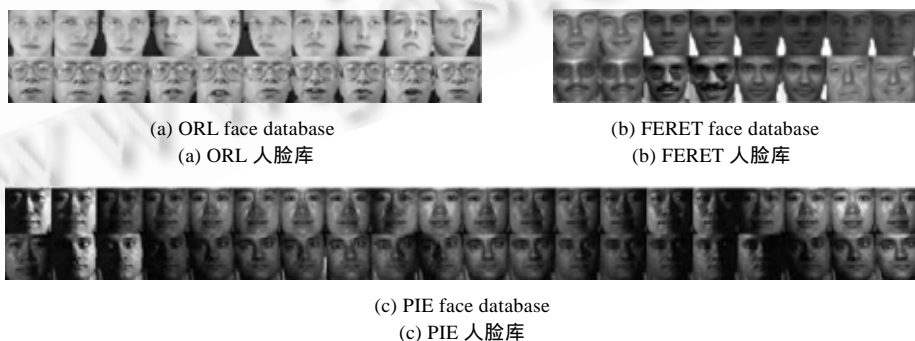 (a) ORL face database
(a) ORL 人脸库
(b) FERET face database
(b) FERET 人脸库
(c) PIE face database
(c) PIE 人脸库